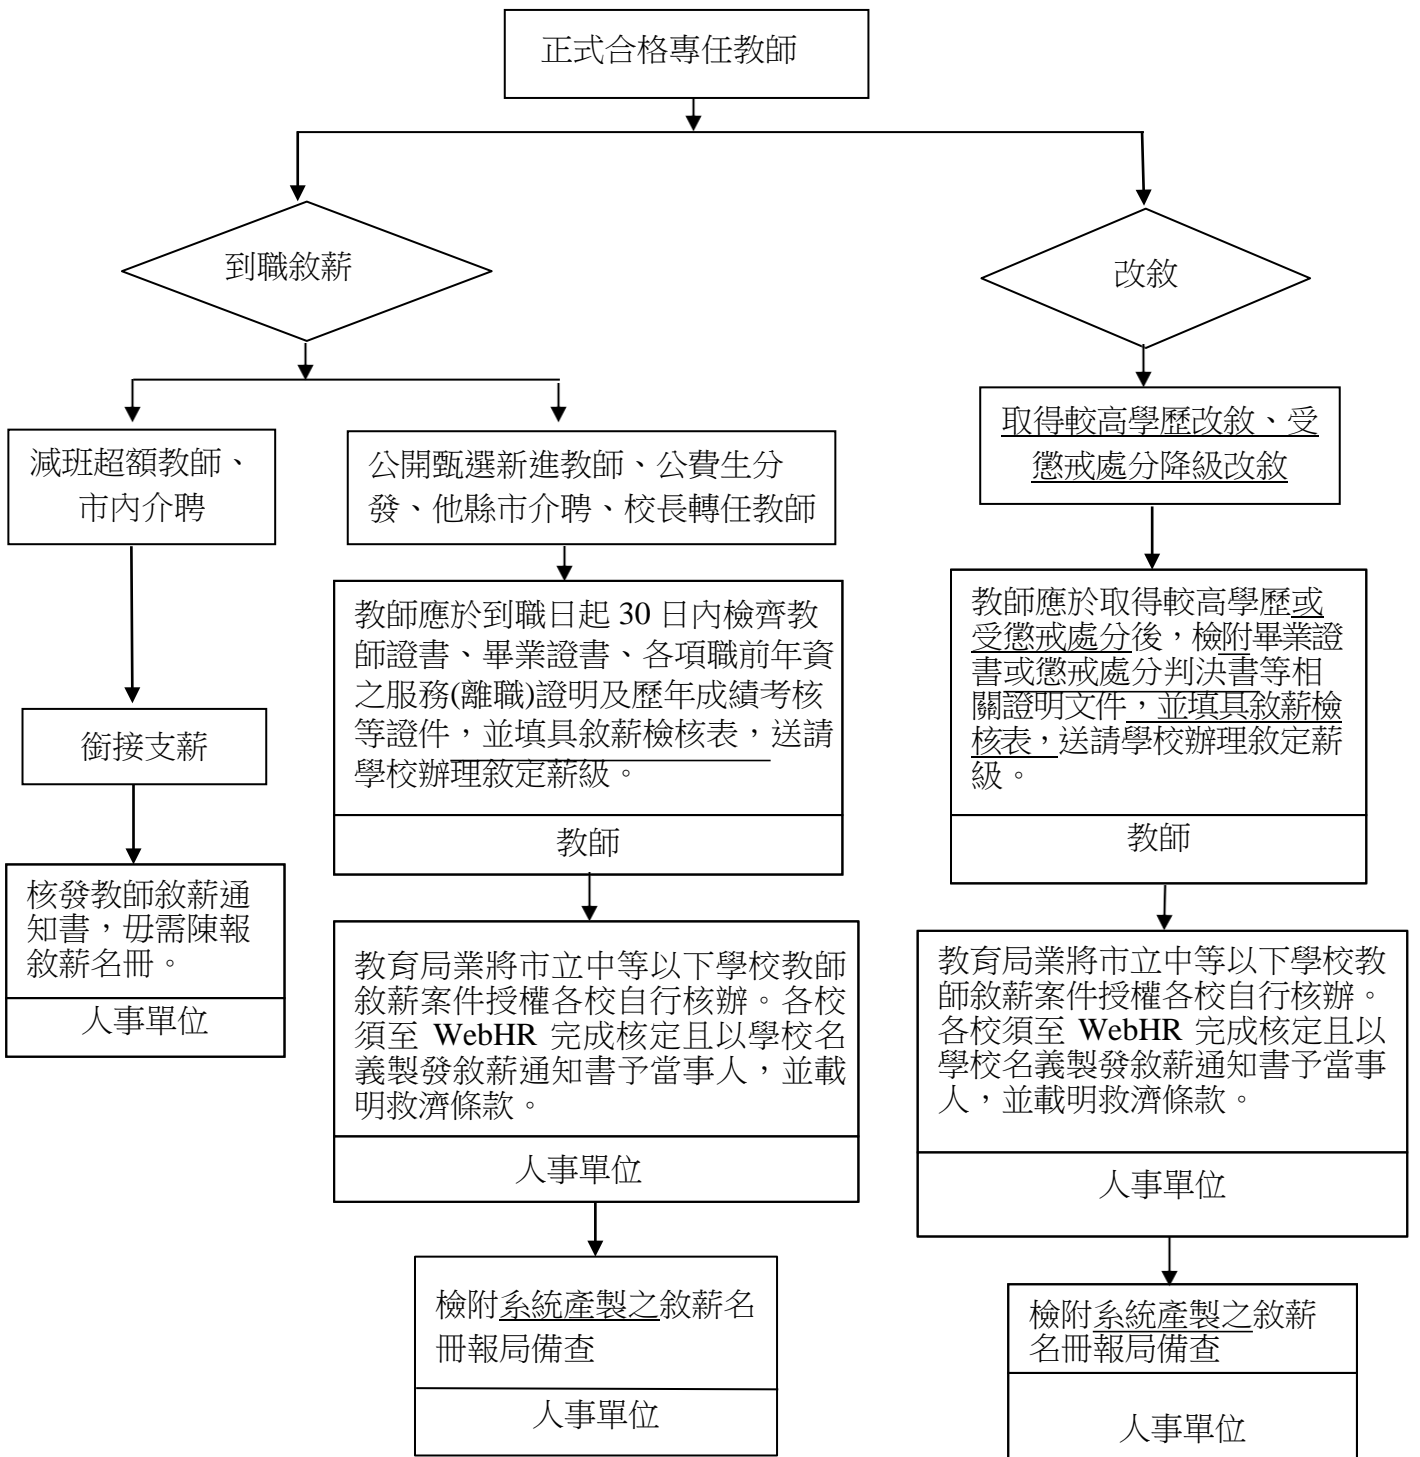 正式合格專任教師
到職敘薪
改敘
減班超額教師、
市內介聘
公開甄選新進教師、公費生分
發、他縣市介聘、校長轉任教師
取得較高學歷改敘、受
懲戒處分降級改敘
銜接支薪
教師應於到職日起 30 日內檢齊教
師證書、畢業證書、各項職前年資
之服務(離職)證明及歷年成績考核
等證件，並填具敘薪檢核表，送請
學校辦理敘定薪級。
教師
教師應於取得較高學歷或
受懲戒處分後，檢附畢業證
書或懲戒處分判決書等相
關證明文件，並填具敘薪檢
核表，送請學校辦理敘定薪
級。
教師
核發教師敘薪通
知書，毋需陳報
敘薪名冊。
人事單位
教育局業將市立中等以下學校教師
敘薪案件授權各校自行核辦。各校
須至 WebHR 完成核定且以學校名
義製發敘薪通知書予當事人，並載
明救濟條款。
人事單位
教育局業將市立中等以下學校教
師敘薪案件授權各校自行核辦。
各校須至 WebHR 完成核定且以
學校名義製發敘薪通知書予當事
人，並載明救濟條款。
人事單位
檢附系統產製之敘薪名
冊報局備查
人事單位
檢附系統產製之敘薪
名冊報局備查
人事單位